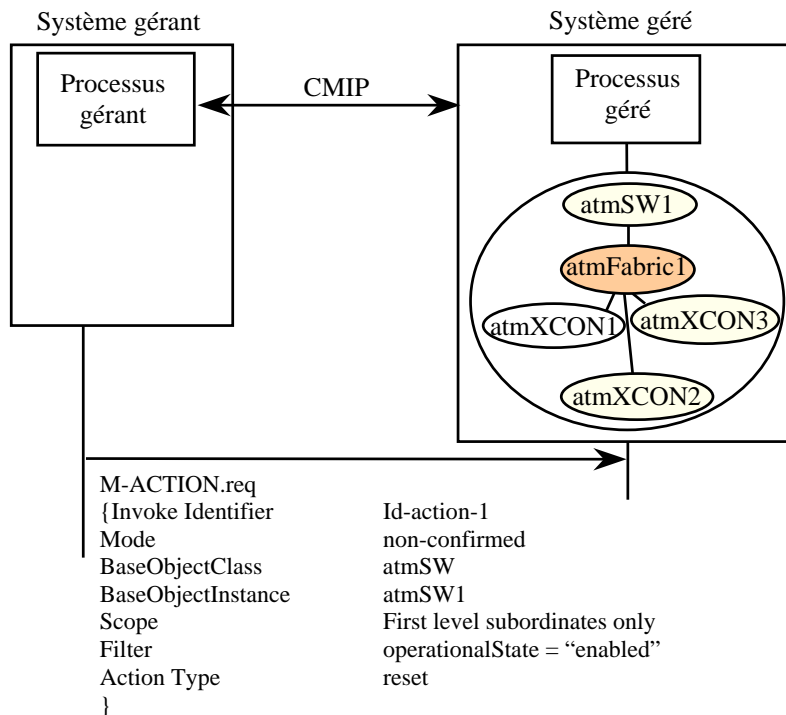 Système gérant
Système géré
Processus
gérant
CMIP
Processus
géré
atmSW1
atmFabric1
atmXCON1
atmXCON3
atmXCON2
M-ACTION.req
{Invoke Identifier Id-action-1
Mode non-confirmed
BaseObjectClass atmSW
BaseObjectInstance atmSW1
Scope First level subordinates only
Filter operationalState = “enabled”
Action Type reset
}